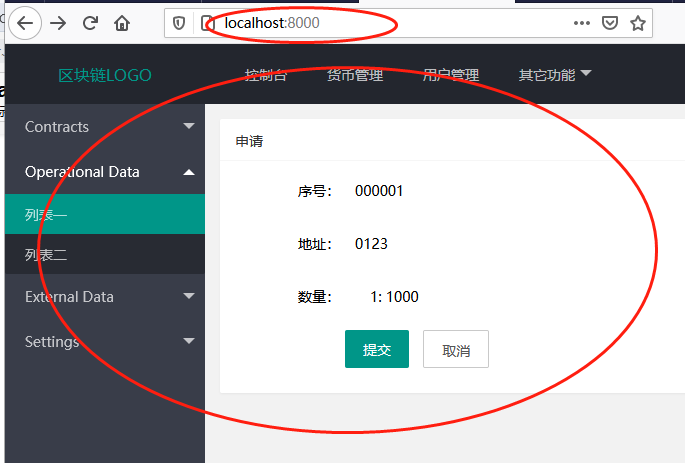 localhost:8000
区块链LOGO 控制台 货币管理 用户管理 其它功能
Contracts
Operational Data
列表一
列表二
External Data
Settings
申请
序号： 000001
地址： 0123
数量： 1: 1000
提交 取消